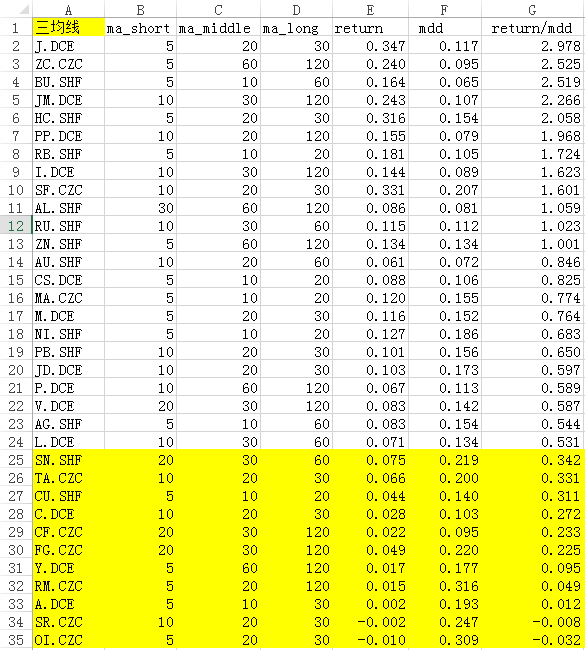 A B C D E F G
1 三均线 ma_short ma_middle ma_long return mdd return/mdd
2 J.DCE 5 20 30 0.347 0.117 2.978
3 ZC.CZC 5 60 120 0.240 0.095 2.525
4 BU.SHF 5 10 60 0.164 0.065 2.519
5 JM.DCE 10 30 120 0.243 0.107 2.266
6 HC.SHF 5 20 30 0.316 0.154 2.058
7 PP.DCE 10 20 120 0.155 0.079 1.968
8 RB.SHF 5 10 20 0.181 0.105 1.724
9 I.DCE 10 30 120 0.144 0.089 1.623
10 SF.CZC 10 20 30 0.331 0.207 1.601
11 AL.SHF 30 60 120 0.086 0.081 1.059
12 RU.SHF 10 30 60 0.115 0.112 1.023
13 ZN.SHF 5 60 120 0.134 0.134 1.001
14 AU.SHF 10 20 60 0.061 0.072 0.846
15 CS.DCE 5 10 20 0.088 0.106 0.825
16 MA.CZC 5 10 20 0.120 0.155 0.774
17 M.DCE 5 20 30 0.116 0.152 0.764
18 NI.SHF 5 10 20 0.127 0.186 0.683
19 PB.SHF 10 20 30 0.101 0.156 0.650
20 JD.DCE 10 20 30 0.103 0.173 0.597
21 P.DCE 10 60 120 0.067 0.113 0.589
22 V.DCE 20 30 120 0.083 0.142 0.587
23 AG.SHF 5 10 60 0.083 0.154 0.544
24 L.DCE 10 30 60 0.071 0.134 0.531
25 SN.SHF 20 30 60 0.075 0.219 0.342
26 TA.CZC 10 20 30 0.066 0.200 0.331
27 CU.SHF 5 10 20 0.044 0.140 0.311
28 C.DCE 10 20 30 0.028 0.103 0.272
29 CF.CZC 20 30 120 0.022 0.095 0.233
30 FG.CZC 20 30 120 0.049 0.220 0.225
31 Y.DCE 5 60 120 0.017 0.177 0.095
32 RM.CZC 5 20 120 0.015 0.316 0.049
33 A.DCE 5 10 30 0.002 0.193 0.012
34 SR.CZC 10 20 30 -0.002 0.247 -0.008
35 OI.CZC 5 20 30 -0.010 0.309 -0.032